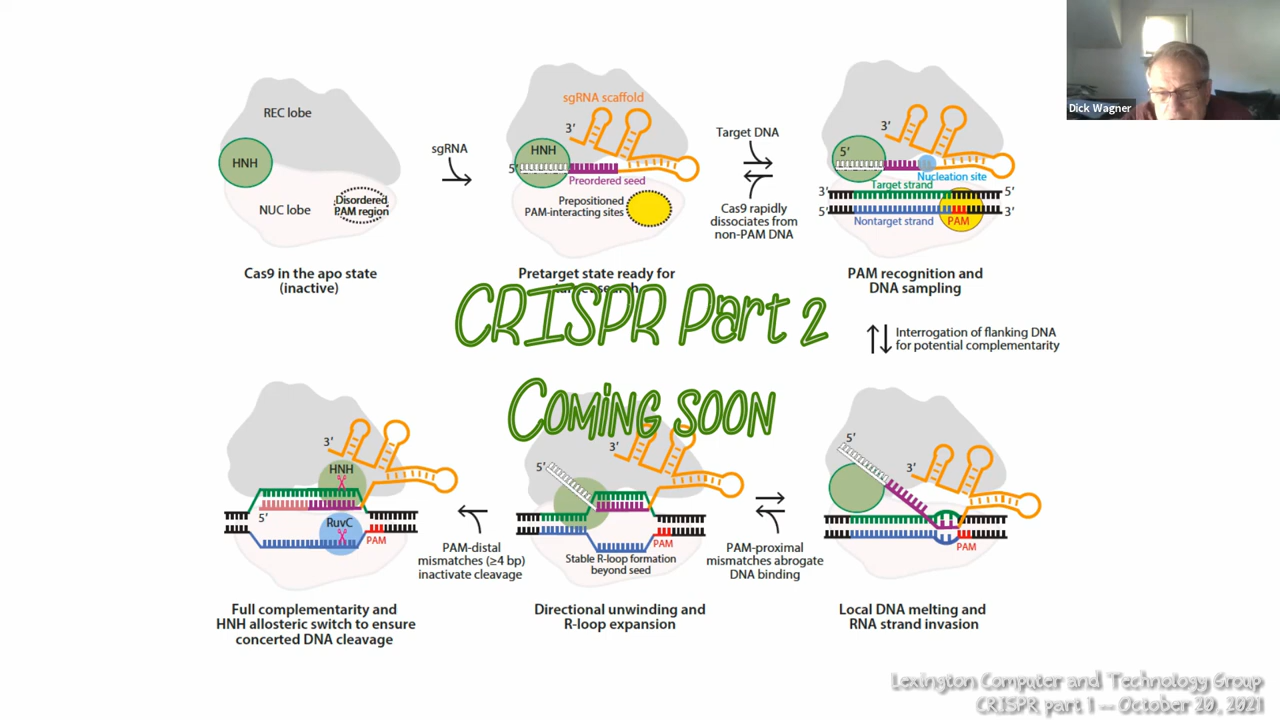 Dick Wagner
REC lobe
HNH
NUC lobe
Disordered
PAM region
Cas9 in the apo state
(inactive)
sgRNA
sgRNA scaffold
3′
HNH
5′
Preordered seed
Prepositioned
PAM-interacting sites
Pretarget state ready for
Target DNA
Cas9 rapidly
dissociates from
non-PAM DNA
3′
5′
Nucleation site
Target strand
3′
5′
5′
3′
Nontarget strand
PAM
PAM recognition and
DNA sampling
CRISPR Part 2
Coming soon
Interrogation of flanking DNA
for potential complementarity
3′
HNH
5′
RuvC
PAM
Full complementarity and
HNH allosteric switch to ensure
concerted DNA cleavage
PAM-distal
mismatches (≥4 bp)
inactivate cleavage
3′
5′
PAM
Stable R-loop formation
beyond seed
Directional unwinding and
R-loop expansion
PAM-proximal
mismatches abrogate
DNA binding
5′
3′
PAM
Local DNA melting and
RNA strand invasion
Lexington Computer and Technology Group
CRISPR part 1 -- October 20, 2021